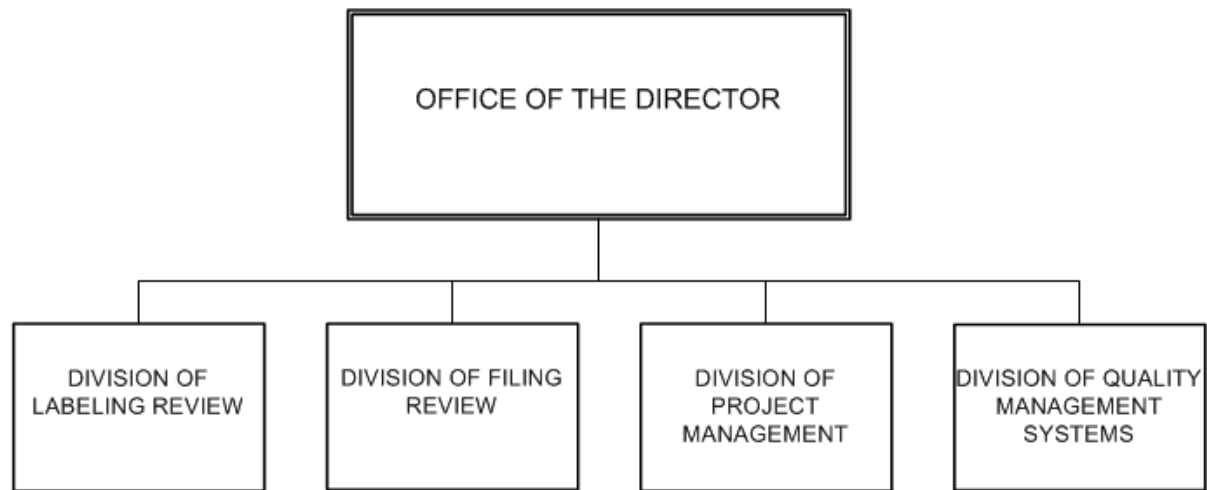 OFFICE OF THE DIRECTOR
DIVISION OF
LABELING REVIEW
DIVISION OF FILING
REVIEW
DIVISION OF
PROJECT
MANAGEMENT
DIVISION OF QUALITY
MANAGEMENT
SYSTEMS